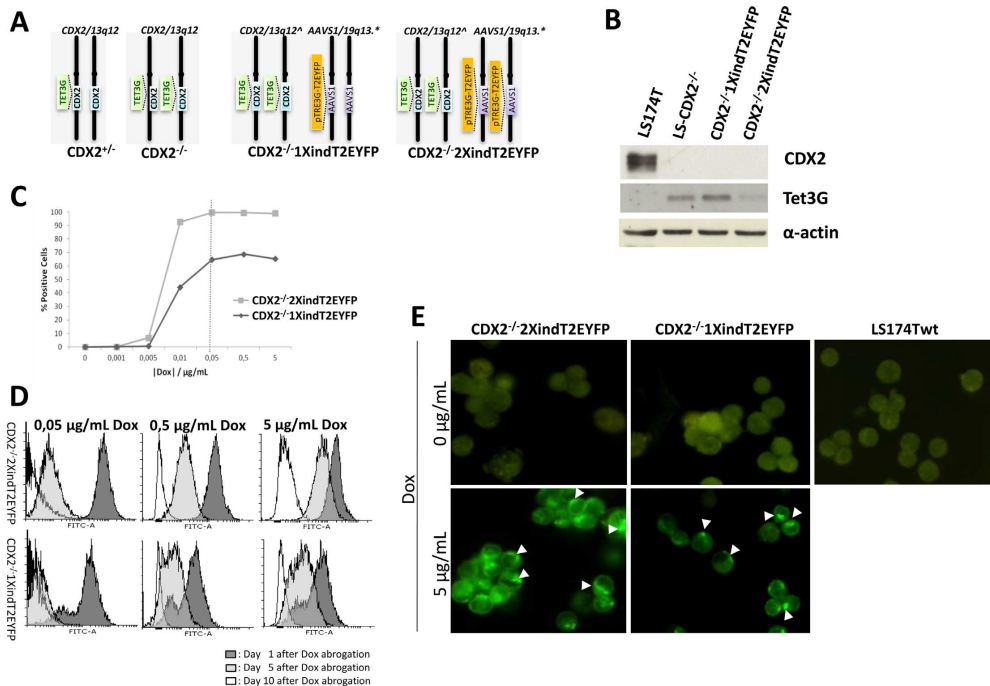 A
CDX2/13q12 CDX2/13q12 CDX2/13q12^ AAVS1/19q13.* CDX2/13q12^ AAVS1/19q13.*
TET3G CDX2 CDX2
TET3G CDX2 TET3G CDX2
TET3G CDX2 TET3G CDX2 pTRE3G-T2EYFP AAVS1 AAVS1
TET3G CDX2 TET3G CDX2 pTRE3G-T2EYFP AAVS1 pTRE3G-T2EYFP AAVS1
CDX2+/- CDX2-/- CDX2-/-1XindT2EYFP CDX2-/-2XindT2EYFP
B
LS174T
LS-CDX2-/-
CDX2-/-1XindT2EYFP
CDX2-/-2XindT2EYFP
CDX2
Tet3G
α-actin
C
% Positive Cells
100
90
80
70
60
50
40
30
20
10
0
0 0,001 0,005 0,01 0,05 0,5 5
|Dox| / µg/mL
CDX2-/-2XindT2EYFP
CDX2-/-1XindT2EYFP
D
0,05 µg/mL Dox 0,5 µg/mL Dox 5 µg/mL Dox
CDX2-/-2XindT2EYFP
FITC-A FITC-A FITC-A
CDX2-/-1XindT2EYFP
FITC-A FITC-A FITC-A
: Day 1 after Dox abrogation
: Day 5 after Dox abrogation
: Day 10 after Dox abrogation
E
CDX2-/-2XindT2EYFP CDX2-/-1XindT2EYFP LS174Twt
Dox
0 µg/mL
5 µg/mL